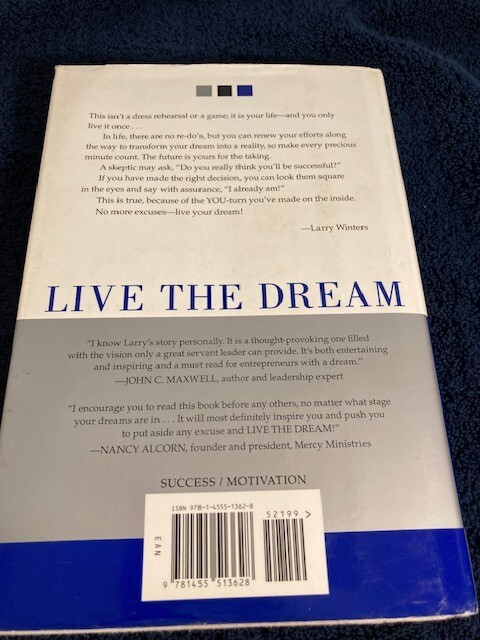 This isn't a dress rehearsal or a game; it is your life—and you only
live it once . . .
In life, there are no re-do's, but you can renew your efforts along
the way to transform your dream into a reality, so make every precious
minute count. The future is yours for the taking.
A skeptic may ask, "Do you really think you'll be successful?"
If you have made the right decision, you can look them square
in the eyes and say with assurance, "I already am!"
This is true, because of the YOU-turn you've made on the inside.
No more excuses—live your dream!
—Larry Winters
LIVE THE DREAM
"I know Larry's story personally. It is a thought-provoking one filled
with the vision only a great servant leader can provide. It's both entertaining
and inspiring and a must read for entrepreneurs with a dream."
—JOHN C. MAXWELL, author and leadership expert
"I encourage you to read this book before any others, no matter what stage
your dreams are in . . . It will most definitely inspire you and push you
to put aside any excuse and LIVE THE DREAM!"
—NANCY ALCORN, founder and president, Mercy Ministries
SUCCESS / MOTIVATION
ISBN 978-1-4555-1362-8
52199 >
EAN
9 781455 513628